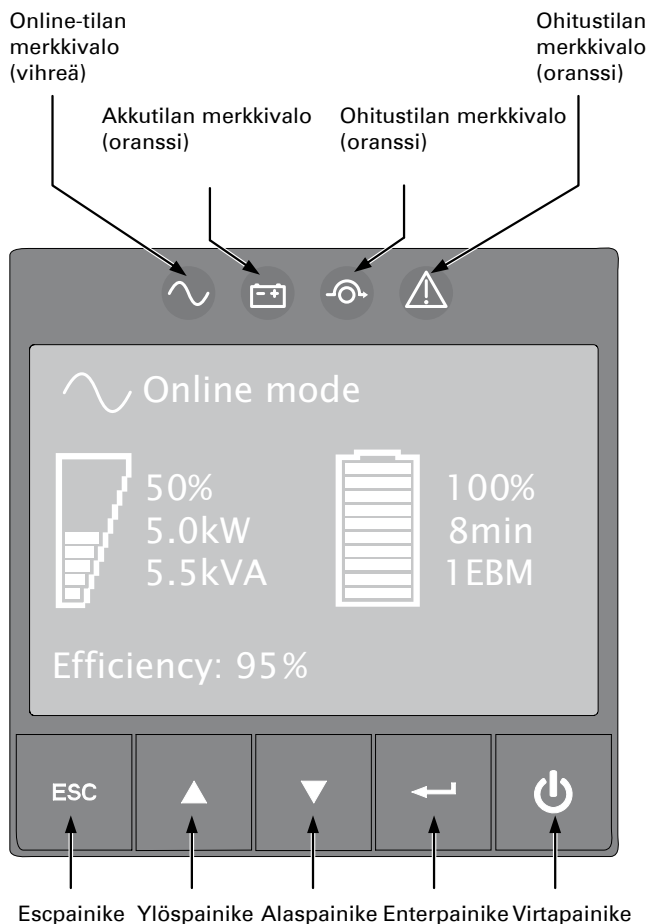 Online-tilan
merkkivalo
(vihreä)
Akkutilan merkkivalo
(oranssi)
Ohitustilan merkkivalo
(oranssi)
Ohitustilan
merkkivalo
(oranssi)
Online mode
50%
5.0kW
5.5kVA
100%
8min
1EBM
Efficiency: 95%
ESC
Escpainike Ylöspainike Alaspainike Enterpainike Virtapainike